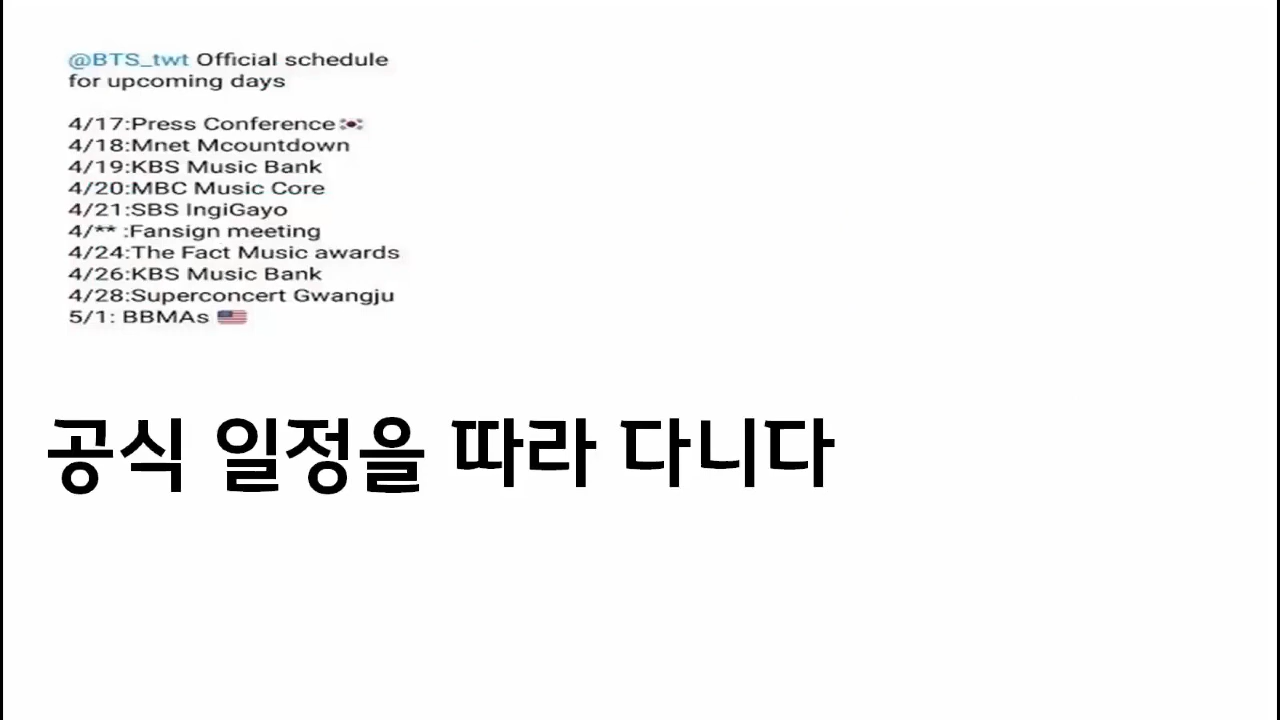 @BTS_twt Official schedule
for upcoming days
4/17:Press Conference🇰🇷
4/18:Mnet Mcountdown
4/19:KBS Music Bank
4/20:MBC Music Core
4/21:SBS IngiGayo
4/** :Fansign meeting
4/24:The Fact Music awards
4/26:KBS Music Bank
4/28:Superconcert Gwangju
5/1: BBMAs 🇺🇸
공식 일정을 따라 다니다